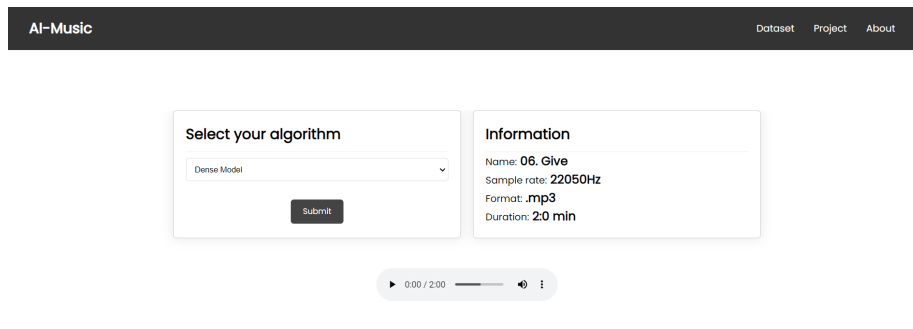 AI-Music
Dataset Project About
Select your algorithm
Dense Model
Submit
Information
Name: 06. Give
Sample rate: 22050Hz
Format: .mp3
Duration: 2:0 min
0:00 / 2:00